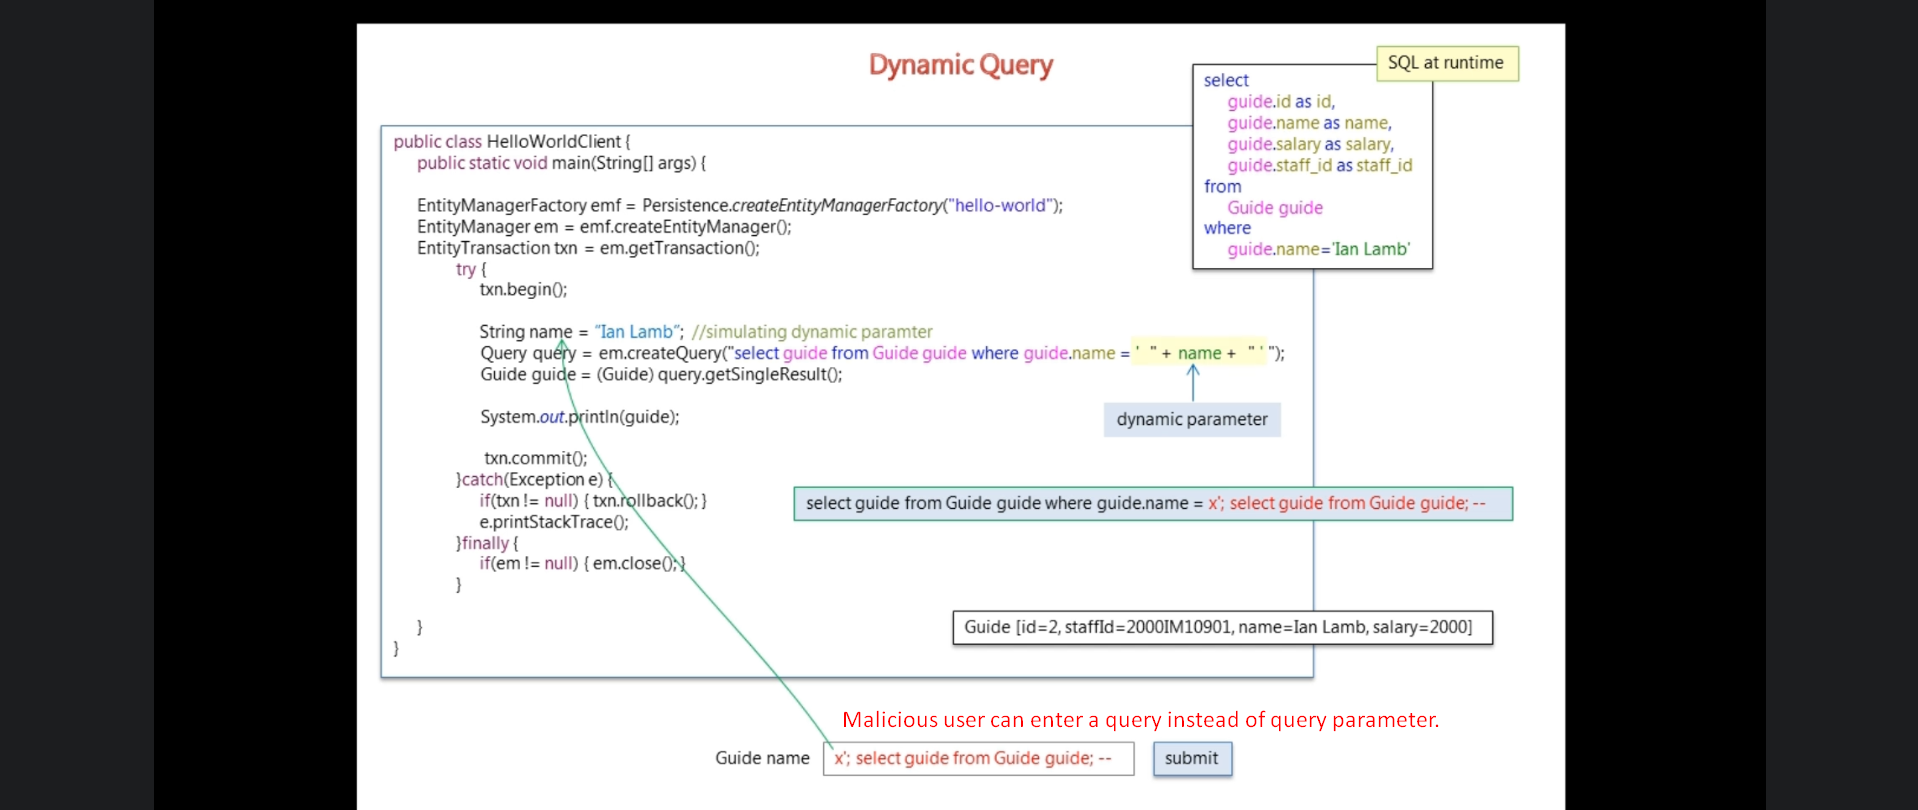 Dynamic Query
SQL at runtime
select
guide.id as id,
guide.name as name,
guide.salary as salary,
guide.staff_id as staff_id
from
Guide guide
where
guide.name='Ian Lamb'
public class HelloWorldClient {
public static void main(String[] args) {
EntityManagerFactory emf = Persistence.createEntityManagerFactory("hello-world");
EntityManager em = emf.createEntityManager();
EntityTransaction txn = em.getTransaction();
try {
txn.begin();
String name = "Ian Lamb"; //simulating dynamic paramter
Query query = em.createQuery("select guide from Guide guide where guide.name = ' " + name + " ' ");
Guide guide = (Guide) query.getSingleResult();
System.out.println(guide);
dynamic parameter
txn.commit();
}catch(Exception e) {
if(txn != null) { txn.rollback(); }
e.printStackTrace();
}finally {
if(em != null) { em.close(); }
}
}
}
select guide from Guide guide where guide.name = x'; select guide from Guide guide; --
Guide [id=2, staffId=2000IM10901, name=Ian Lamb, salary=2000]
Malicious user can enter a query instead of query parameter.
Guide name x'; select guide from Guide guide; -- submit